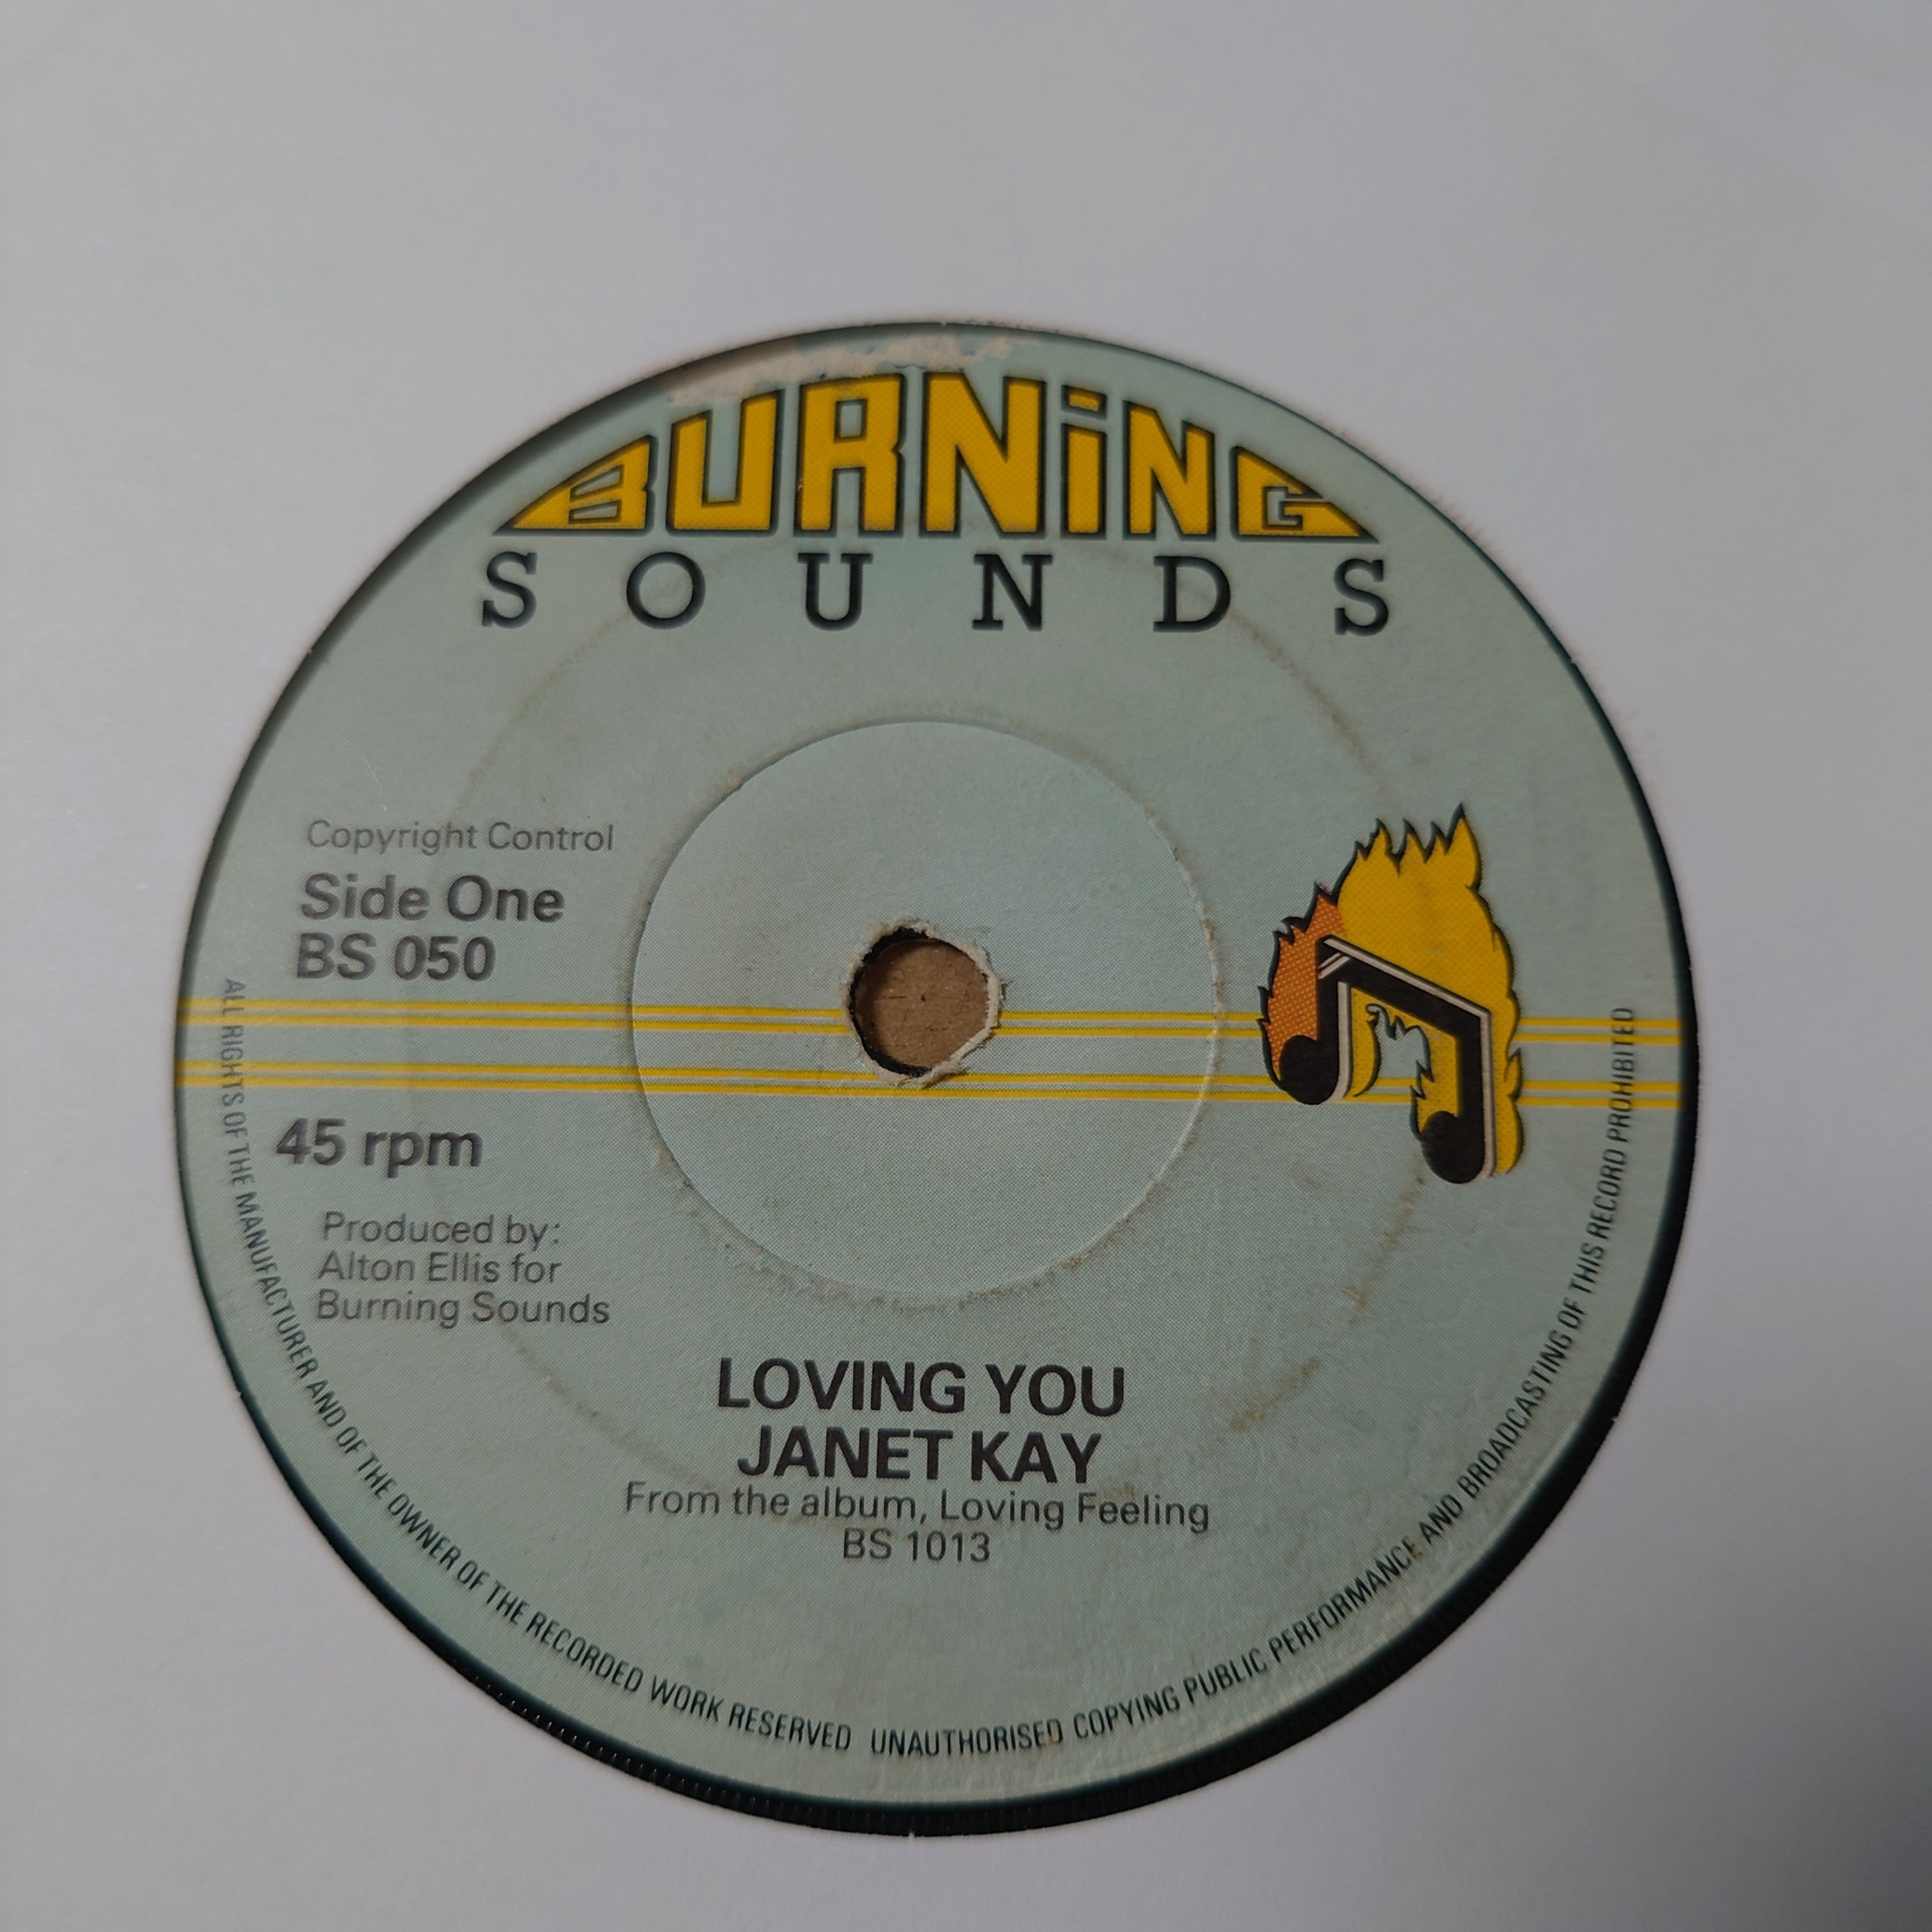 BURNiNG
SOUNDS
Copyright Control
Side One
BS 050
45 rpm
Produced by:
Alton Ellis for
Burning Sounds
LOVING YOU
JANET KAY
From the album, Loving Feeling
BS 1013
ALL RIGHTS OF THE MANUFACTURER AND OF THE OWNER OF THE RECORDED WORK RESERVED UNAUTHORISED COPYING PUBLIC PERFORMANCE AND BROADCASTING OF THIS RECORD PROHIBITED